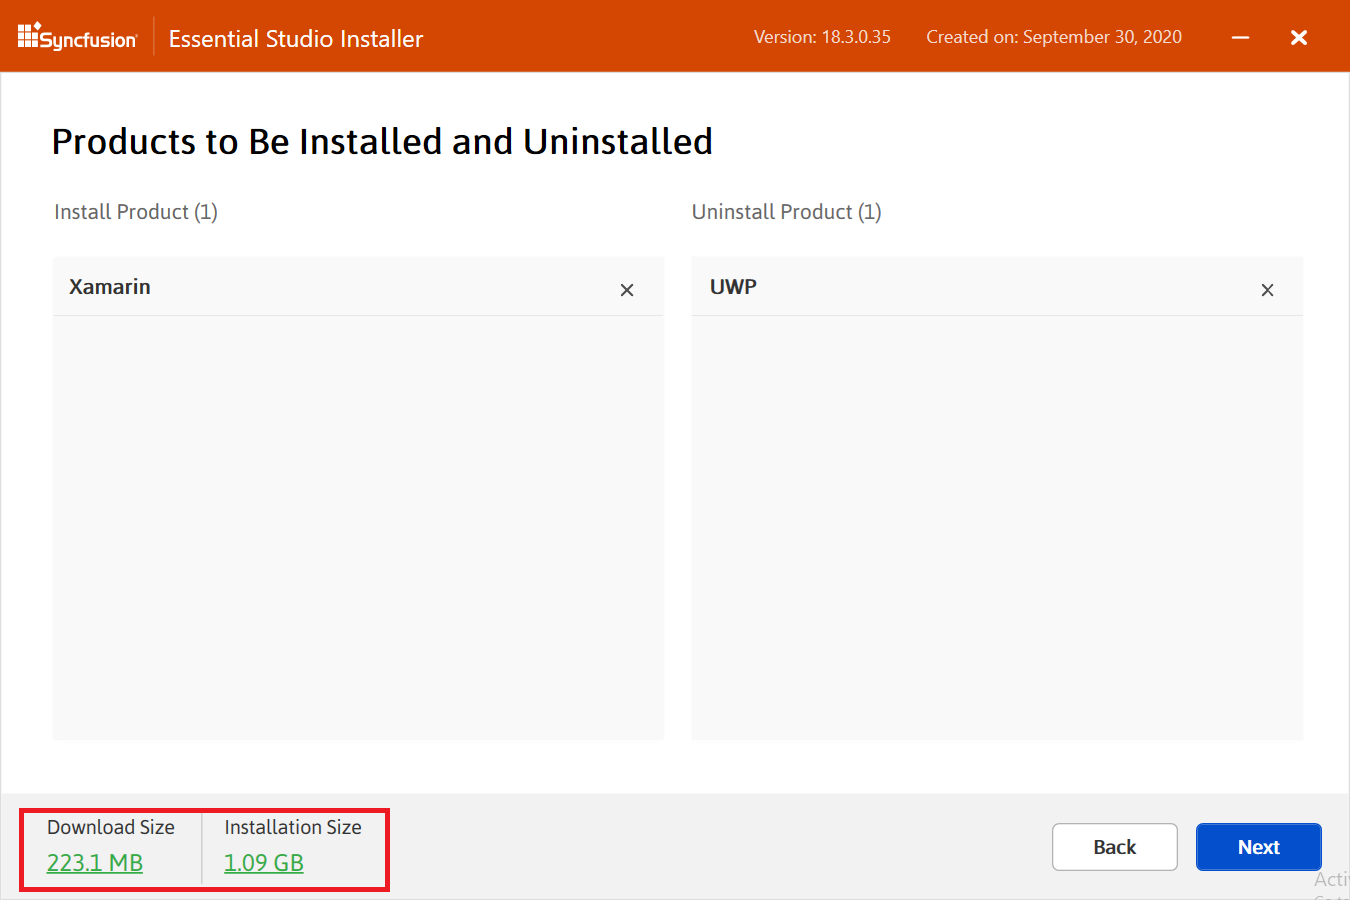 Syncfusion
Essential Studio Installer
Version: 18.3.0.35
Created on: September 30, 2020
Products to Be Installed and Uninstalled
Install Product (1)
Uninstall Product (1)
Xamarin
UWP
Download Size
Installation Size
223.1 MB
1.09 GB
Back
Next